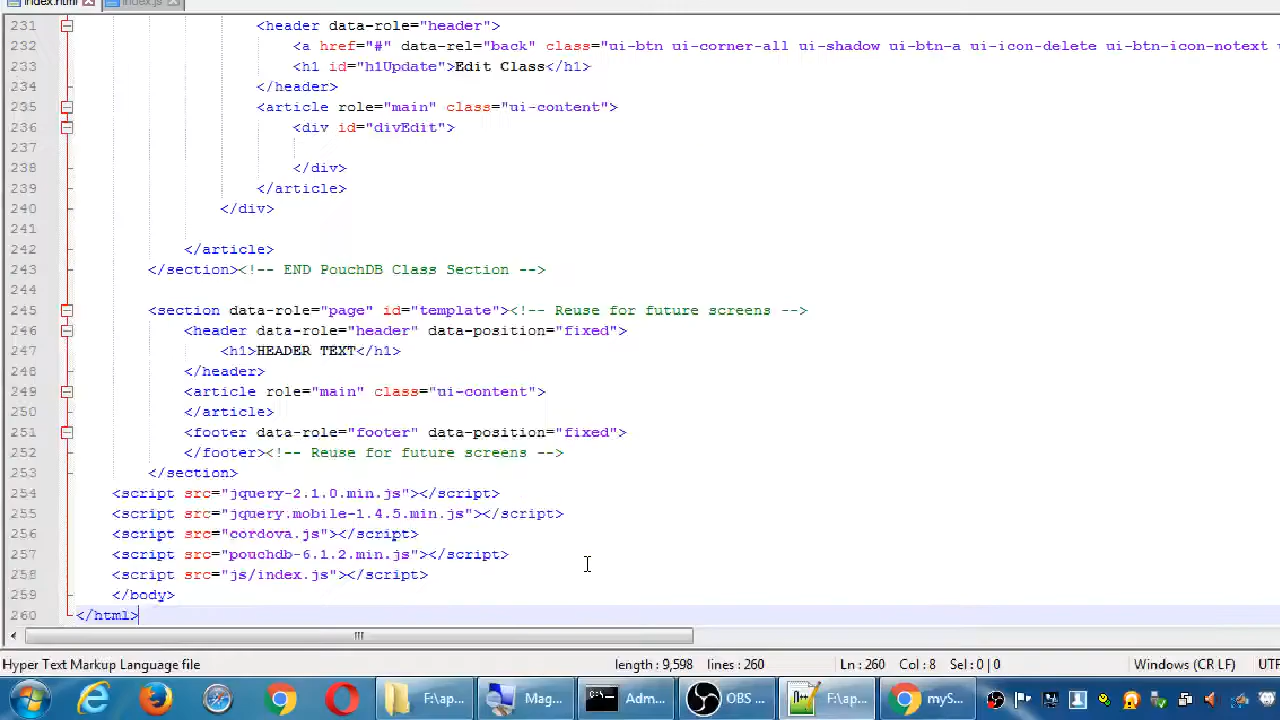 index.html index.js
231 <header data-role="header">
232 <a href="#" data-rel="back" class="ui-btn ui-corner-all ui-shadow ui-btn-a ui-icon-delete ui-btn-icon-notext
233 <h1 id="h1Update">Edit Class</h1>
234 </header>
235 <article role="main" class="ui-content">
236 <div id="divEdit">
237
238 </div>
239 </article>
240 </div>
241
242 </article>
243 </section><!-- END PouchDB Class Section -->
244
245 <section data-role="page" id="template"><!-- Reuse for future screens -->
246 <header data-role="header" data-position="fixed">
247 <h1>HEADER TEXT</h1>
248 </header>
249 <article role="main" class="ui-content">
250 </article>
251 <footer data-role="footer" data-position="fixed">
252 </footer><!-- Reuse for future screens -->
253 </section>
254 <script src="jquery-2.1.0.min.js"></script>
255 <script src="jquery.mobile-1.4.5.min.js"></script>
256 <script src="cordova.js"></script>
257 <script src="pouchdb-6.1.2.min.js"></script>
258 <script src="js/index.js"></script>
259 </body>
260 </html>
Hyper Text Markup Language file length : 9,598 lines : 260 Ln : 260 Col : 8 Sel : 0 | 0 Windows (CR LF) UTF
F:\ap... Mag... Adm... OBS ... F:\ap... myS...